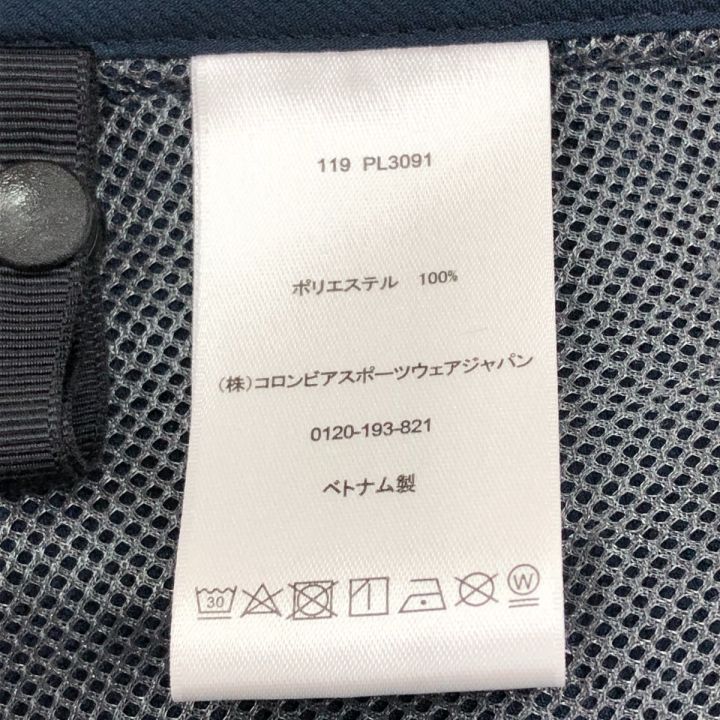 119 PL3091
ポリエステル 100%
(株)コロンビアスポーツウェアジャパン
0120-193-821
ベトナム製
30 W